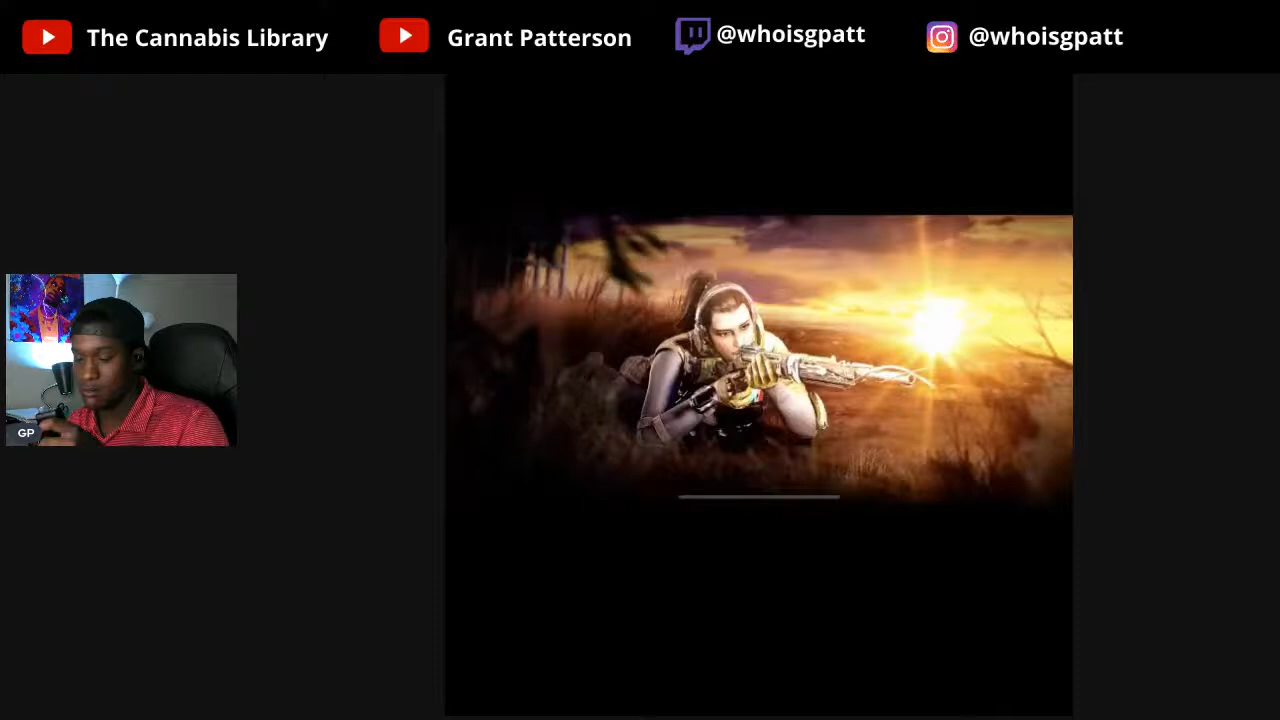 The Cannabis Library
Grant Patterson
@whoisgpatt
@whoisgpatt
GP